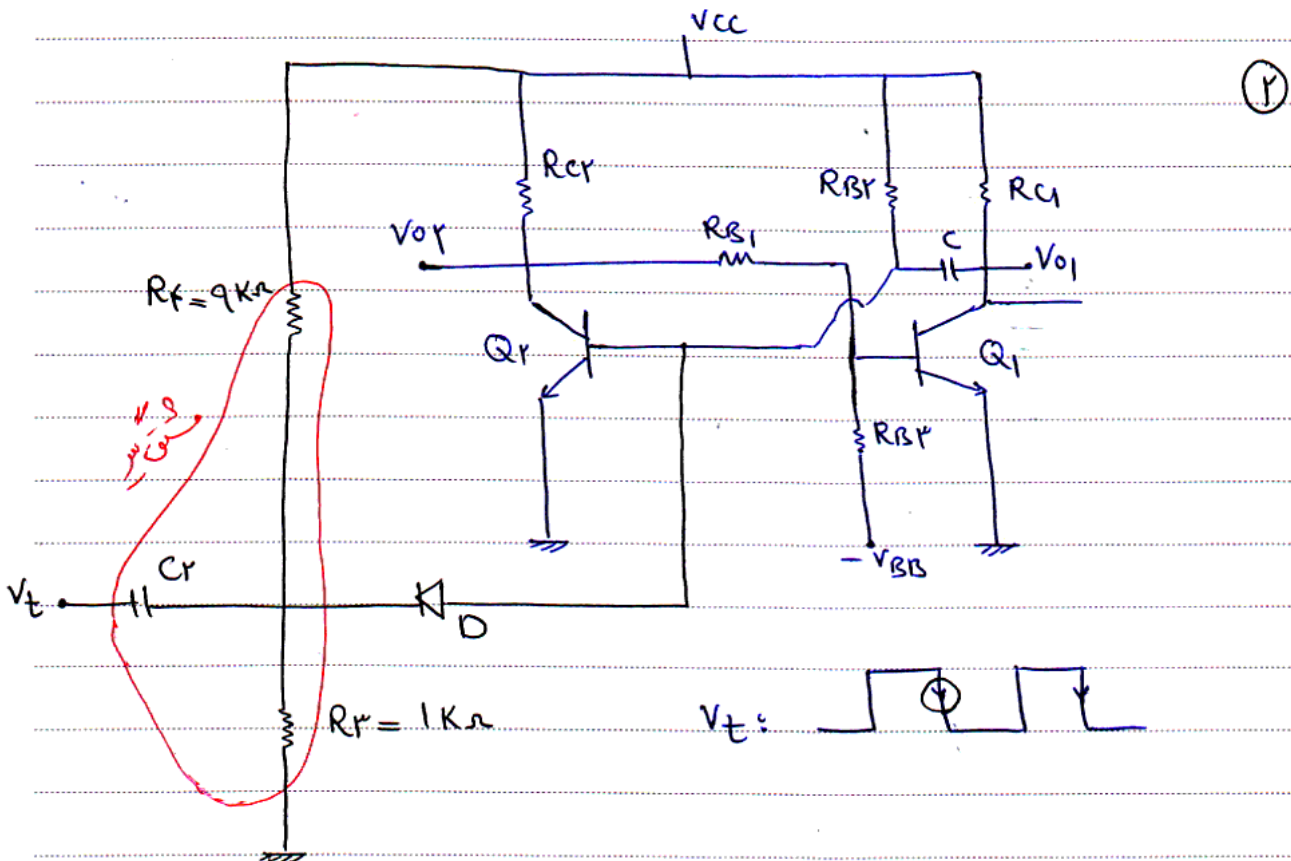 VCC
۲
RC۲
RB۲
RC۱
VO۲
RB۱
C
VO۱
R۴ = ۹KΩ
Q۲
Q۱
RB۳
- VBB
C۲
Vt
D
R۳ = ۱KΩ
Vt :